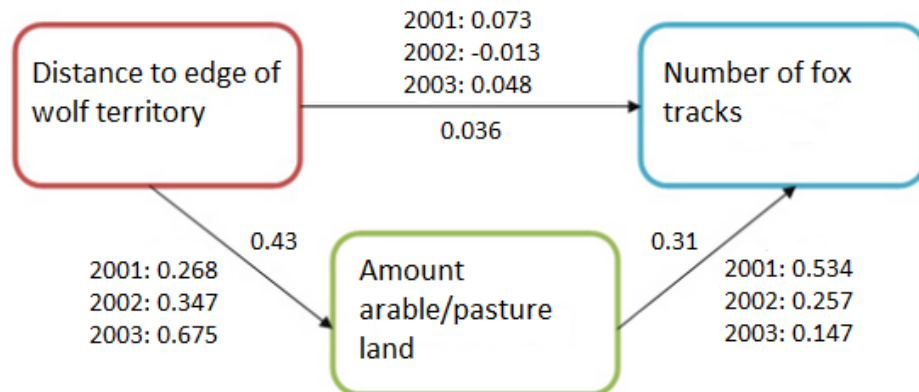 Distance to edge of
wolf territory
2001: 0.073
2002: -0.013
2003: 0.048
0.036
Number of fox
tracks
0.43
2001: 0.268
2002: 0.347
2003: 0.675
Amount
arable/pasture
land
0.31
2001: 0.534
2002: 0.257
2003: 0.147